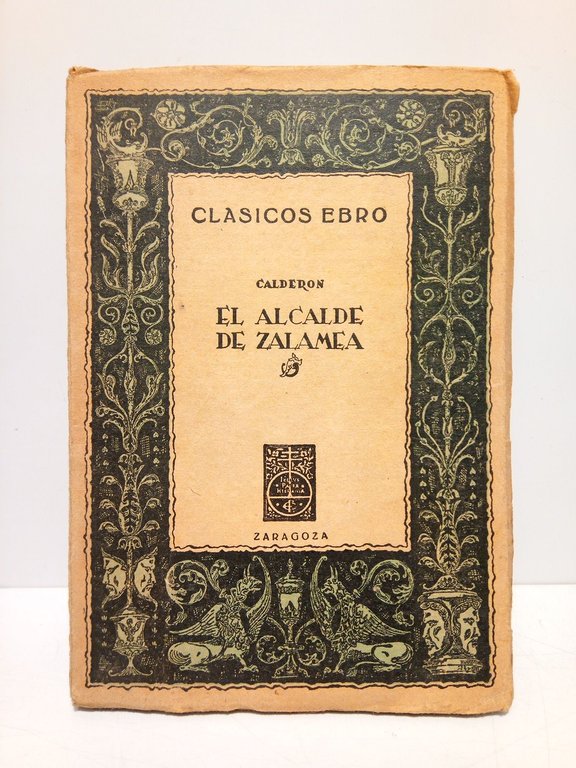 CLASICOS EBRO
CALDERON
EL ALCALDE
DE ZALAMEA
ZARAGOZA